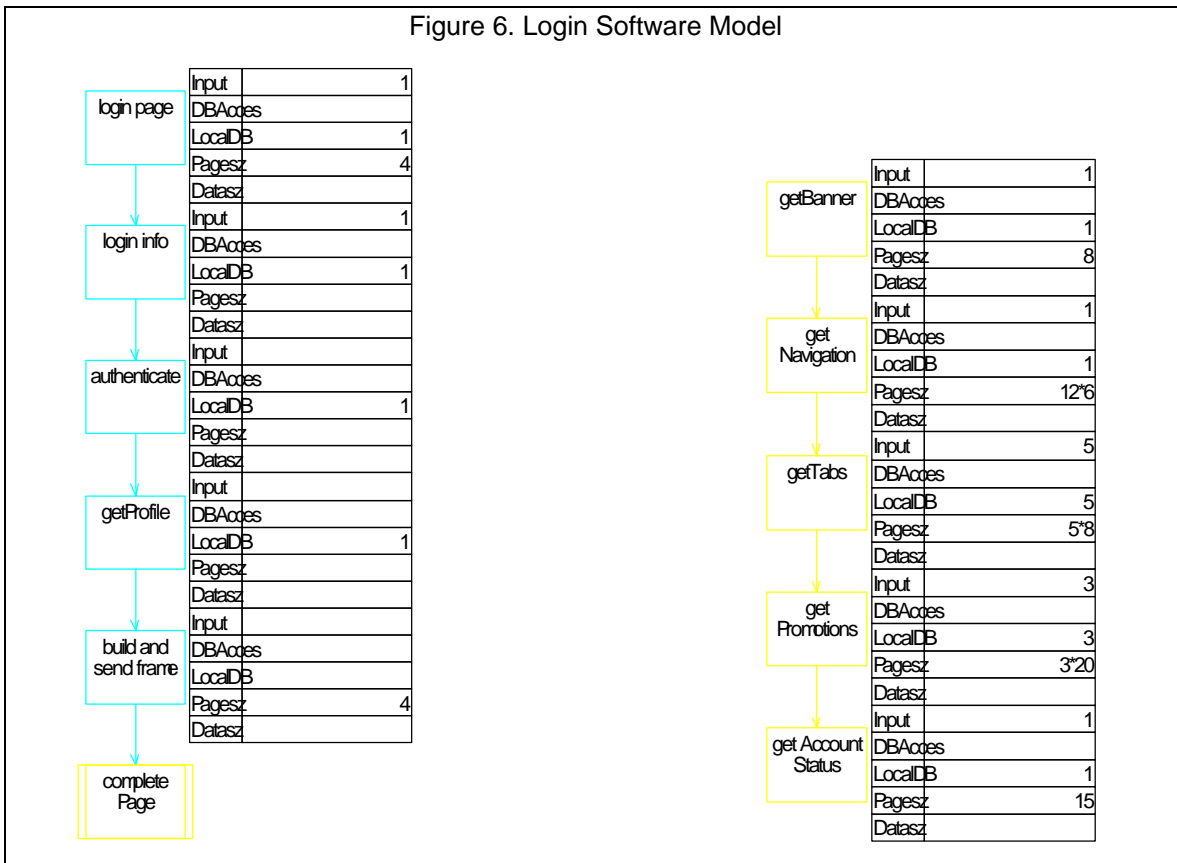 Figure 6. Login Software Model
login page
Input 1
DBAcces
LocalDB 1
Pagesz 4
Datasz
login info
Input 1
DBAcces
LocalDB 1
Pagesz
Datasz
authenticate
Input
DBAcces
LocalDB 1
Pagesz
Datasz
getProfile
Input
DBAcces
LocalDB 1
Pagesz
Datasz
build and
send frame
Input
DBAcces
LocalDB
Pagesz 4
Datasz
complete
Page
getBanner
Input 1
DBAcces
LocalDB 1
Pagesz 8
Datasz
get
Navigation
Input 1
DBAcces
LocalDB 1
Pagesz 12*6
Datasz
getTabs
Input 5
DBAcces
LocalDB 5
Pagesz 5*8
Datasz
get
Promotions
Input 3
DBAcces
LocalDB 3
Pagesz 3*20
Datasz
get Account
Status
Input 1
DBAcces
LocalDB 1
Pagesz 15
Datasz